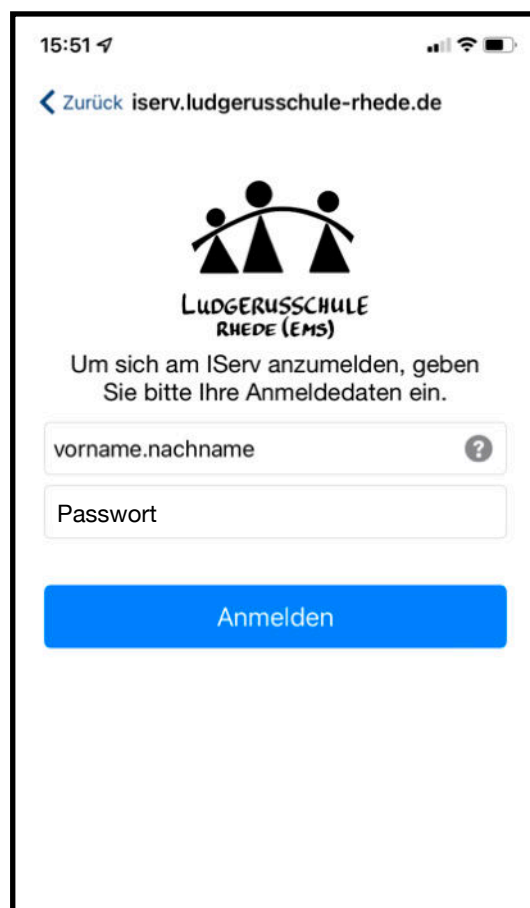 15:51
Zurück iserv.ludgerusschule-rhede.de
LUDGERUSSCHULE
RHEDE (EMS)
Um sich am IServ anzumelden, geben
Sie bitte Ihre Anmeldedaten ein.
vorname.nachname ?
Passwort
Anmelden